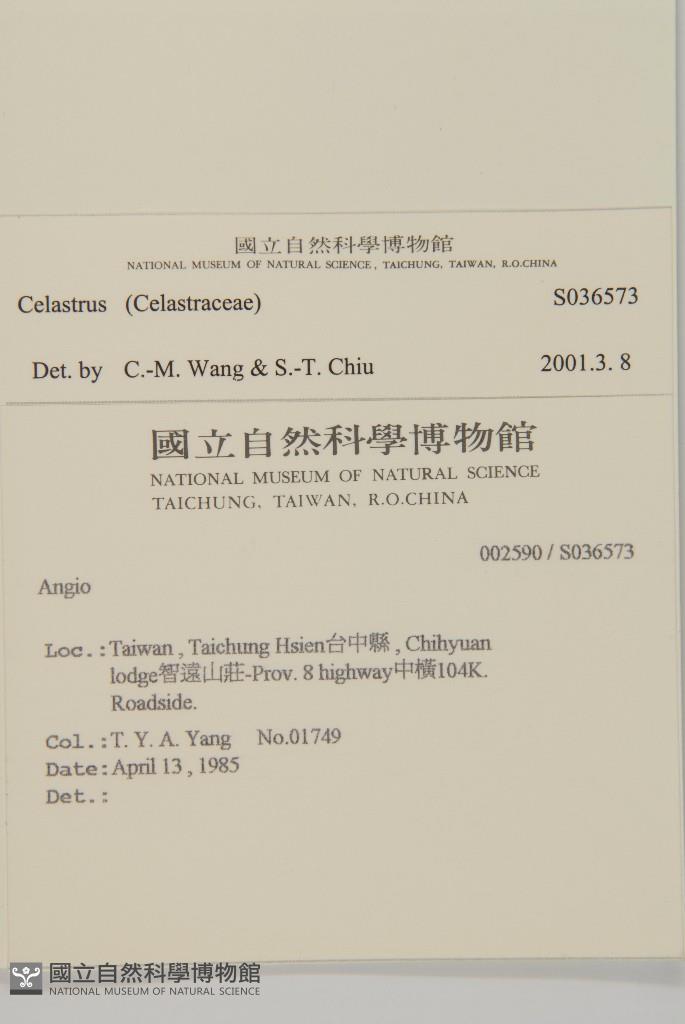 國立自然科學博物館
NATIONAL MUSEUM OF NATURAL SCIENCE, TAICHUNG, TAIWAN, R.O.CHINA
Celastrus (Celastraceae) S036573
Det. by C.-M. Wang & S.-T. Chiu 2001.3. 8
國立自然科學博物館
NATIONAL MUSEUM OF NATURAL SCIENCE
TAICHUNG, TAIWAN, R.O.CHINA
002590 / S036573
Angio
Loc.:Taiwan , Taichung Hsien台中縣 , Chihyuan
lodge智遠山莊-Prov. 8 highway中橫104K.
Roadside.
Col.:T. Y. A. Yang No.01749
Date:April 13 , 1985
Det.:
國立自然科學博物館
NATIONAL MUSEUM OF NATURAL SCIENCE